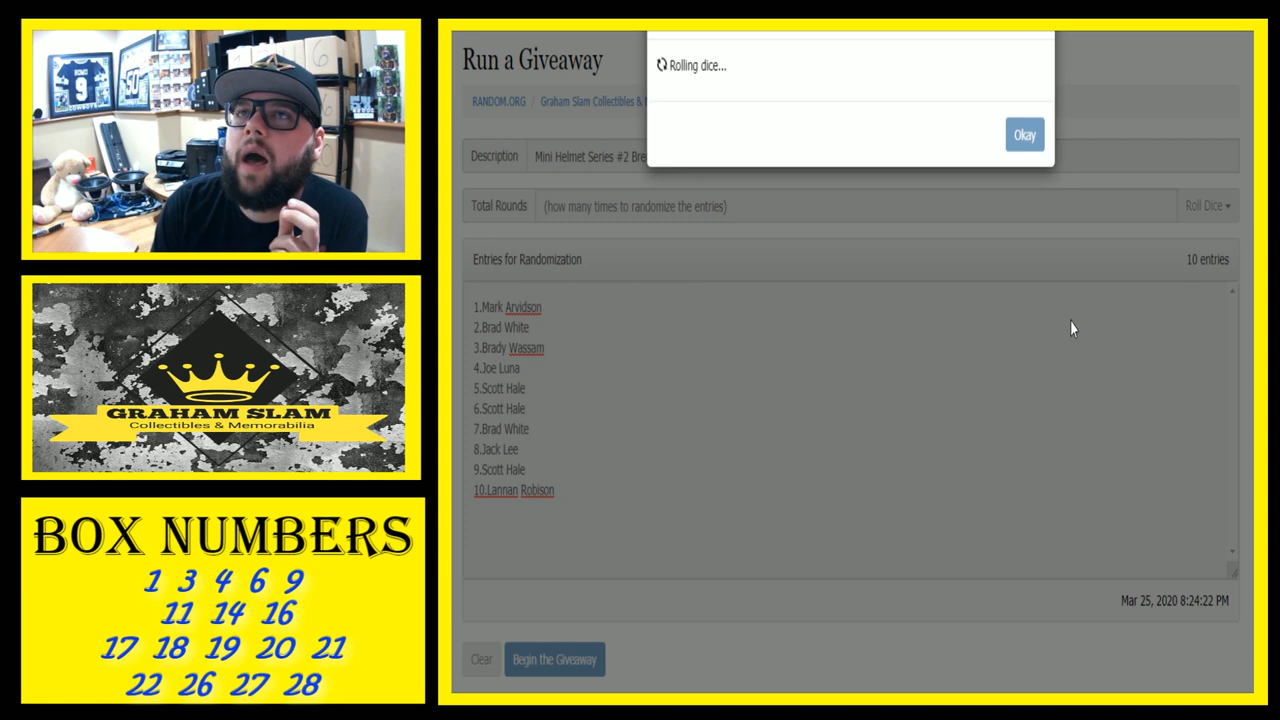 ROMO
9
COWBOYS
50
6
GRAHAM SLAM
Collectibles & Memorabilia
BOX NUMBERS
1 3 4 6 9
11 14 16
17 18 19 20 21
22 26 27 28
Run a Giveaway
Rolling dice...
Okay
RANDOM.ORG / Graham Slam Collectibles &
Description Mini Helmet Series #2
Total Rounds (how many times to randomize the entries) Roll Dice
Entries for Randomization 10 entries
1.Mark Arvidson
2.Brad White
3.Brady Wassam
4.Joe Luna
5.Scott Hale
6.Scott Hale
7.Brad White
8.Jack Lee
9.Scott Hale
10.Lannan Robison
Mar 25, 2020 8:24:22 PM
Clear Begin the Giveaway